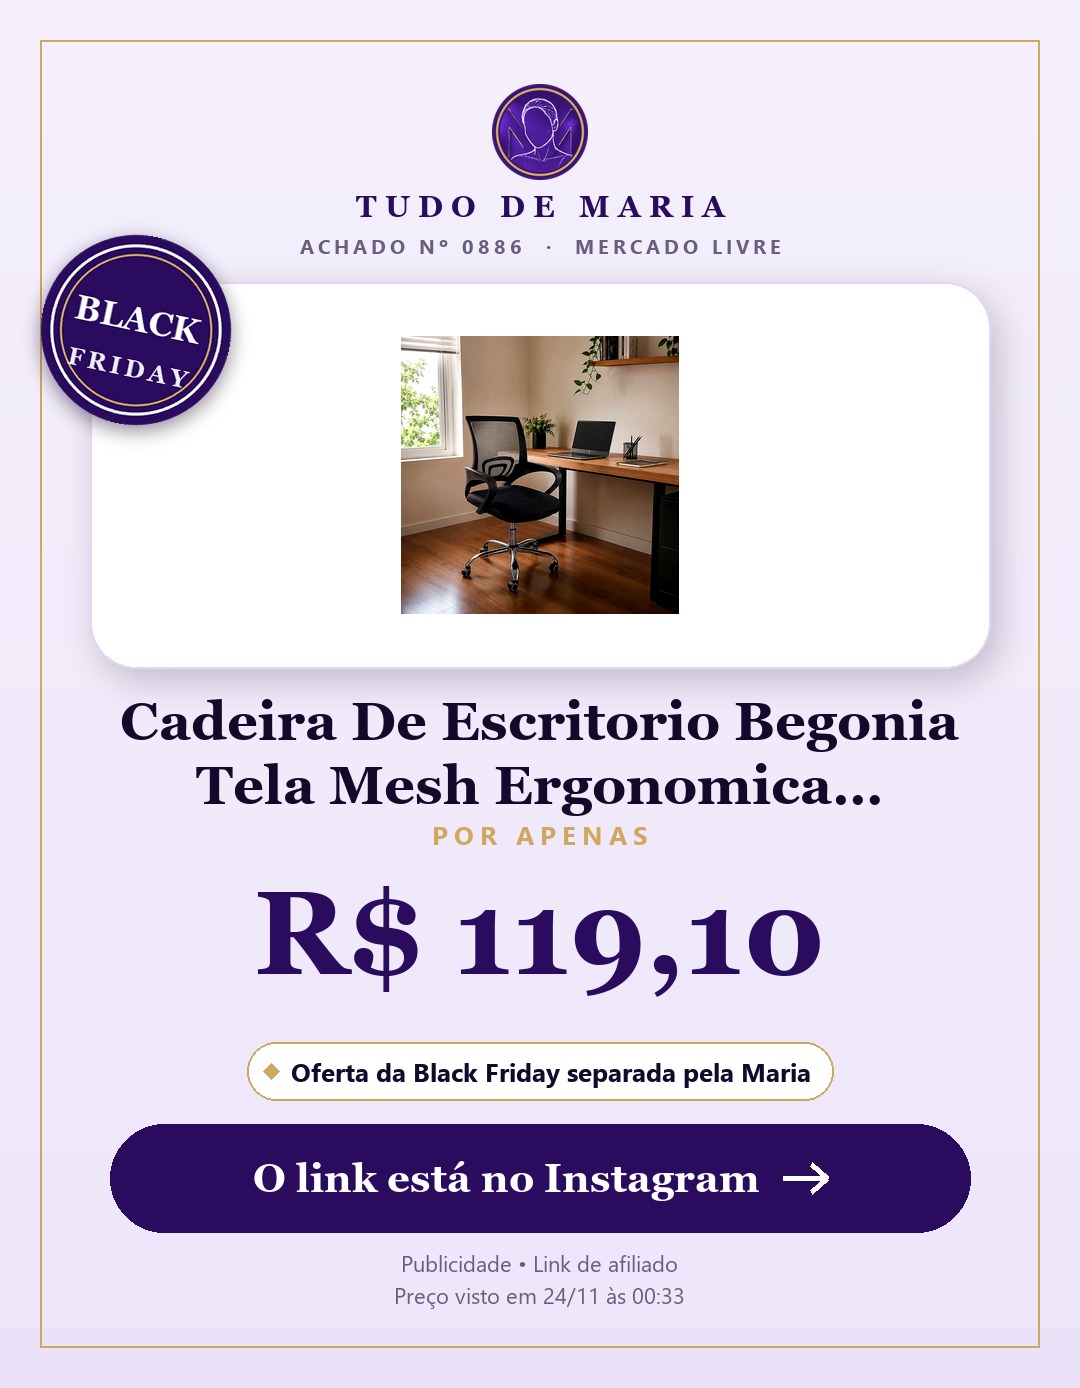 TUDO DE MARIA
ACHADO Nº 0886 · MERCADO LIVRE
BLACK
FRIDAY
Cadeira De Escritorio Begonia
Tela Mesh Ergonomica...
POR APENAS
R$ 119,10
Oferta da Black Friday separada pela Maria
O link está no Instagram →
Publicidade • Link de afiliado
Preço visto em 24/11 às 00:33